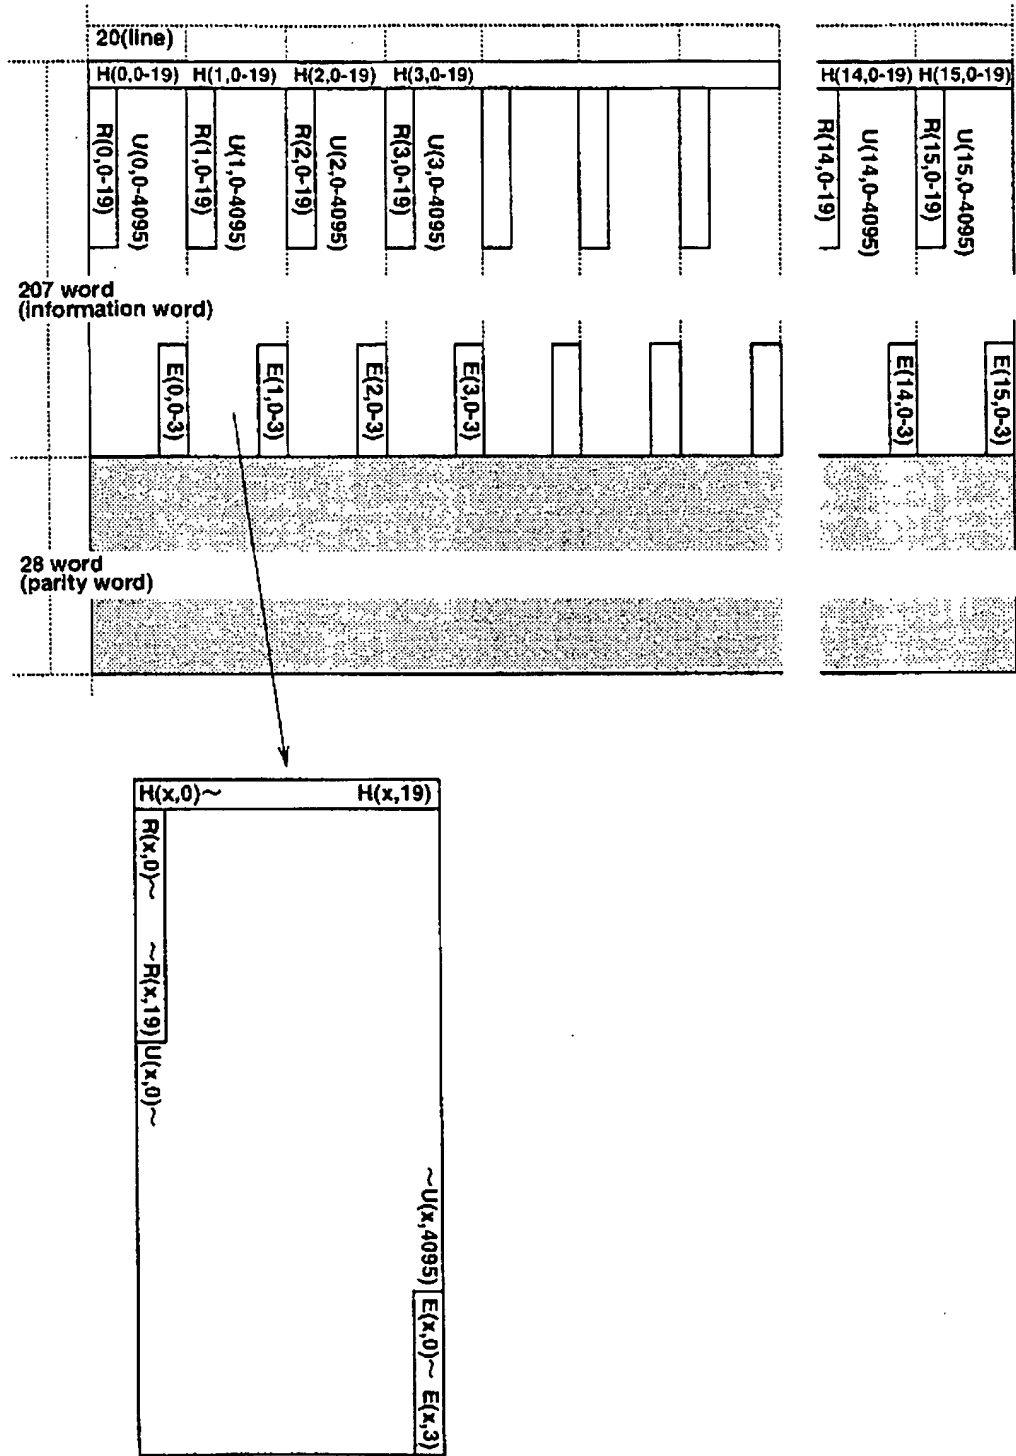 20(line)
H(0,0-19) H(1,0-19) H(2,0-19) H(3,0-19) H(14,0-19) H(15,0-19)
R(0,0-19)
U(0,0-4095)
R(1,0-19)
U(1,0-4095)
R(2,0-19)
U(2,0-4095)
R(3,0-19)
U(3,0-4095)
R(14,0-19)
U(14,0-4095)
R(15,0-19)
U(15,0-4095)
207 word
(information word)
E(0,0-3)
E(1,0-3)
E(2,0-3)
E(3,0-3)
E(14,0-3)
E(15,0-3)
28 word
(parity word)
H(x,0)~ H(x,19)
R(x,0)~ ~R(x,19) U(x,0)~
~U(x,4095) E(x,0)~ E(x,3)